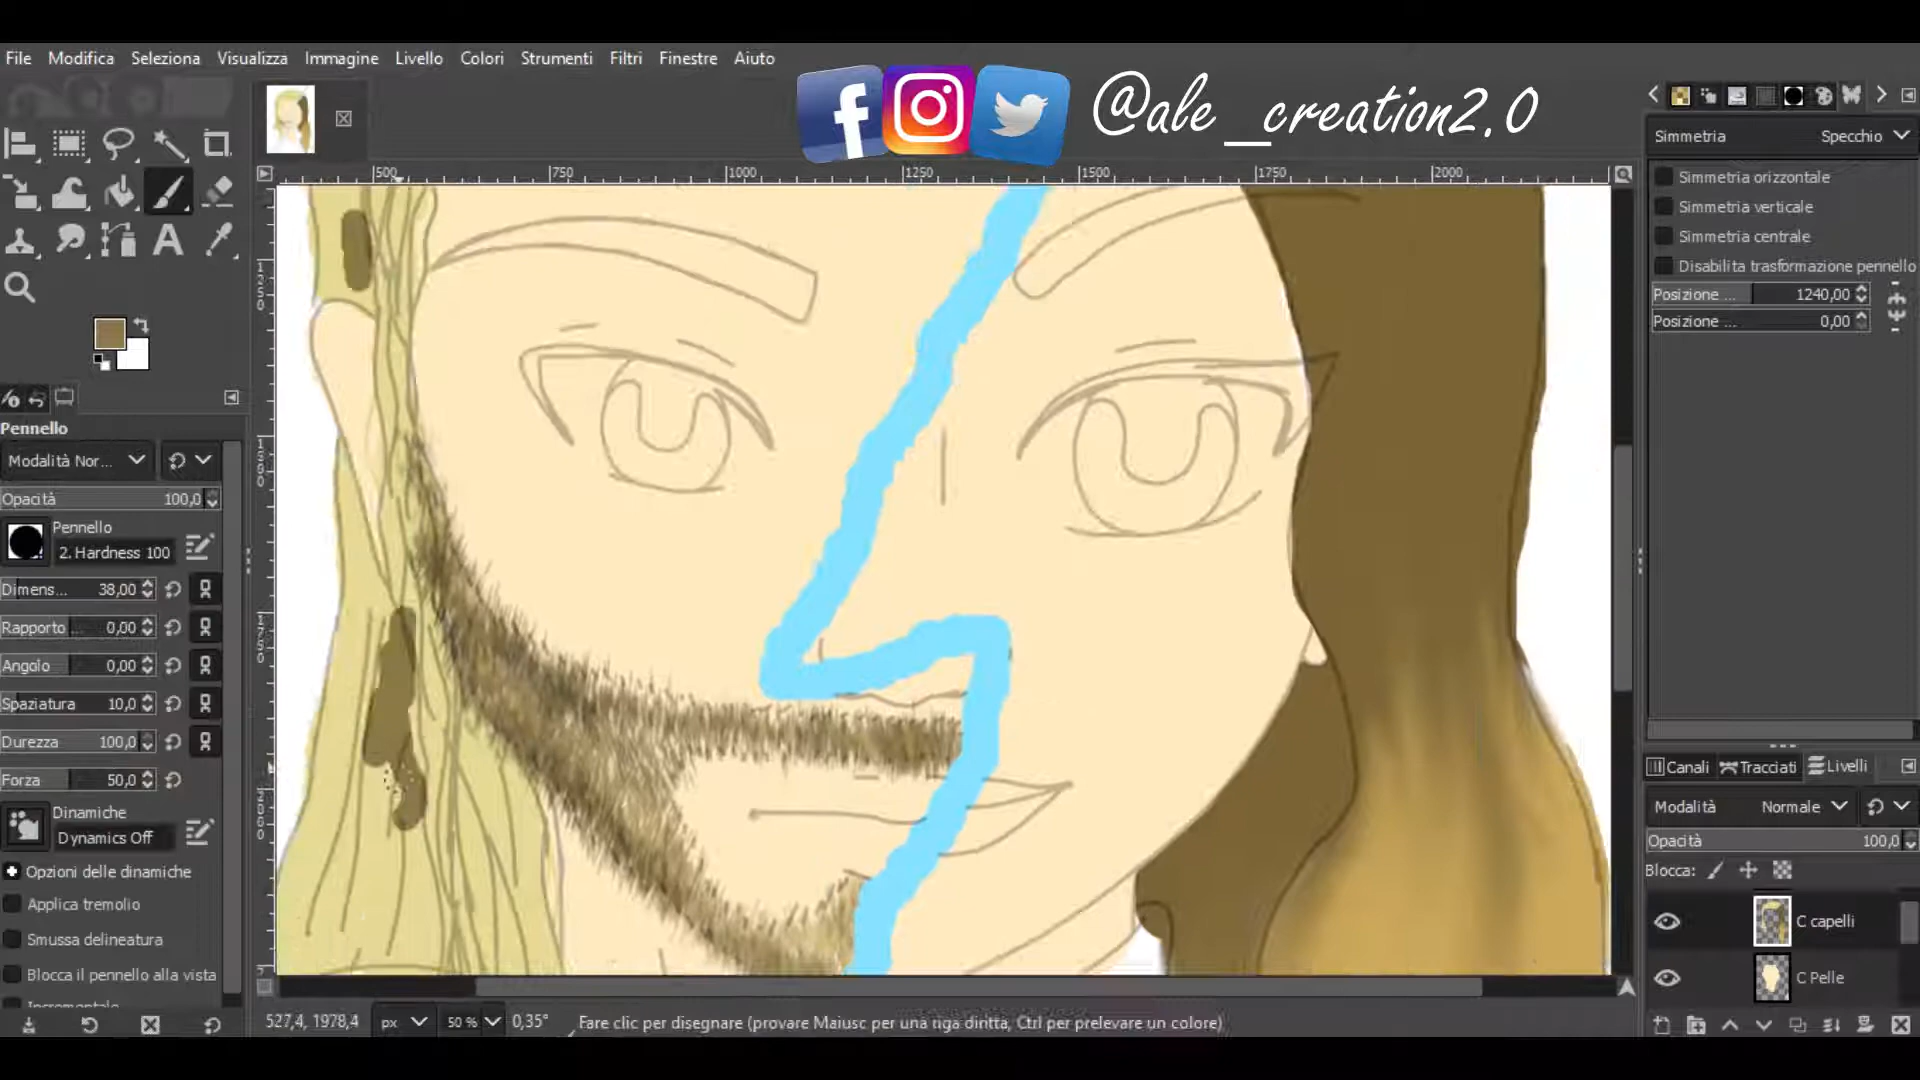 File Modifica Seleziona Visualizza Immagine Livello Colori Strumenti Filtri Finestre Aiuto
@ale_creation2.0
Simmetria Specchio
Simmetria orizzontale
Simmetria verticale
Simmetria centrale
Disabilita trasformazione pennello
Posizione ... 1240,00
Posizione ... 0,00
500 750 1000 1250 1500 1750 2000
Pennello
Modalità Nor...
Opacità 100,0
Pennello
2. Hardness 100
Dimens... 38,00
Rapporto 0,00
Angolo 0,00
Spaziatura 10,0
Durezza 100,0
Forza 50,0
Dinamiche
Dynamics Off
Opzioni delle dinamiche
Applica tremolio
Smussa delineatura
Blocca il pennello alla vista
Incrementale
Canali Tracciati Livelli
Modalità Normale
Opacità 100,0
Blocca:
C capelli
C Pelle
527,4, 1978,4 px 50 % 0,35° Fare clic per disegnare (provare Maiusc per una riga diritta, Ctrl per prelevare un colore)